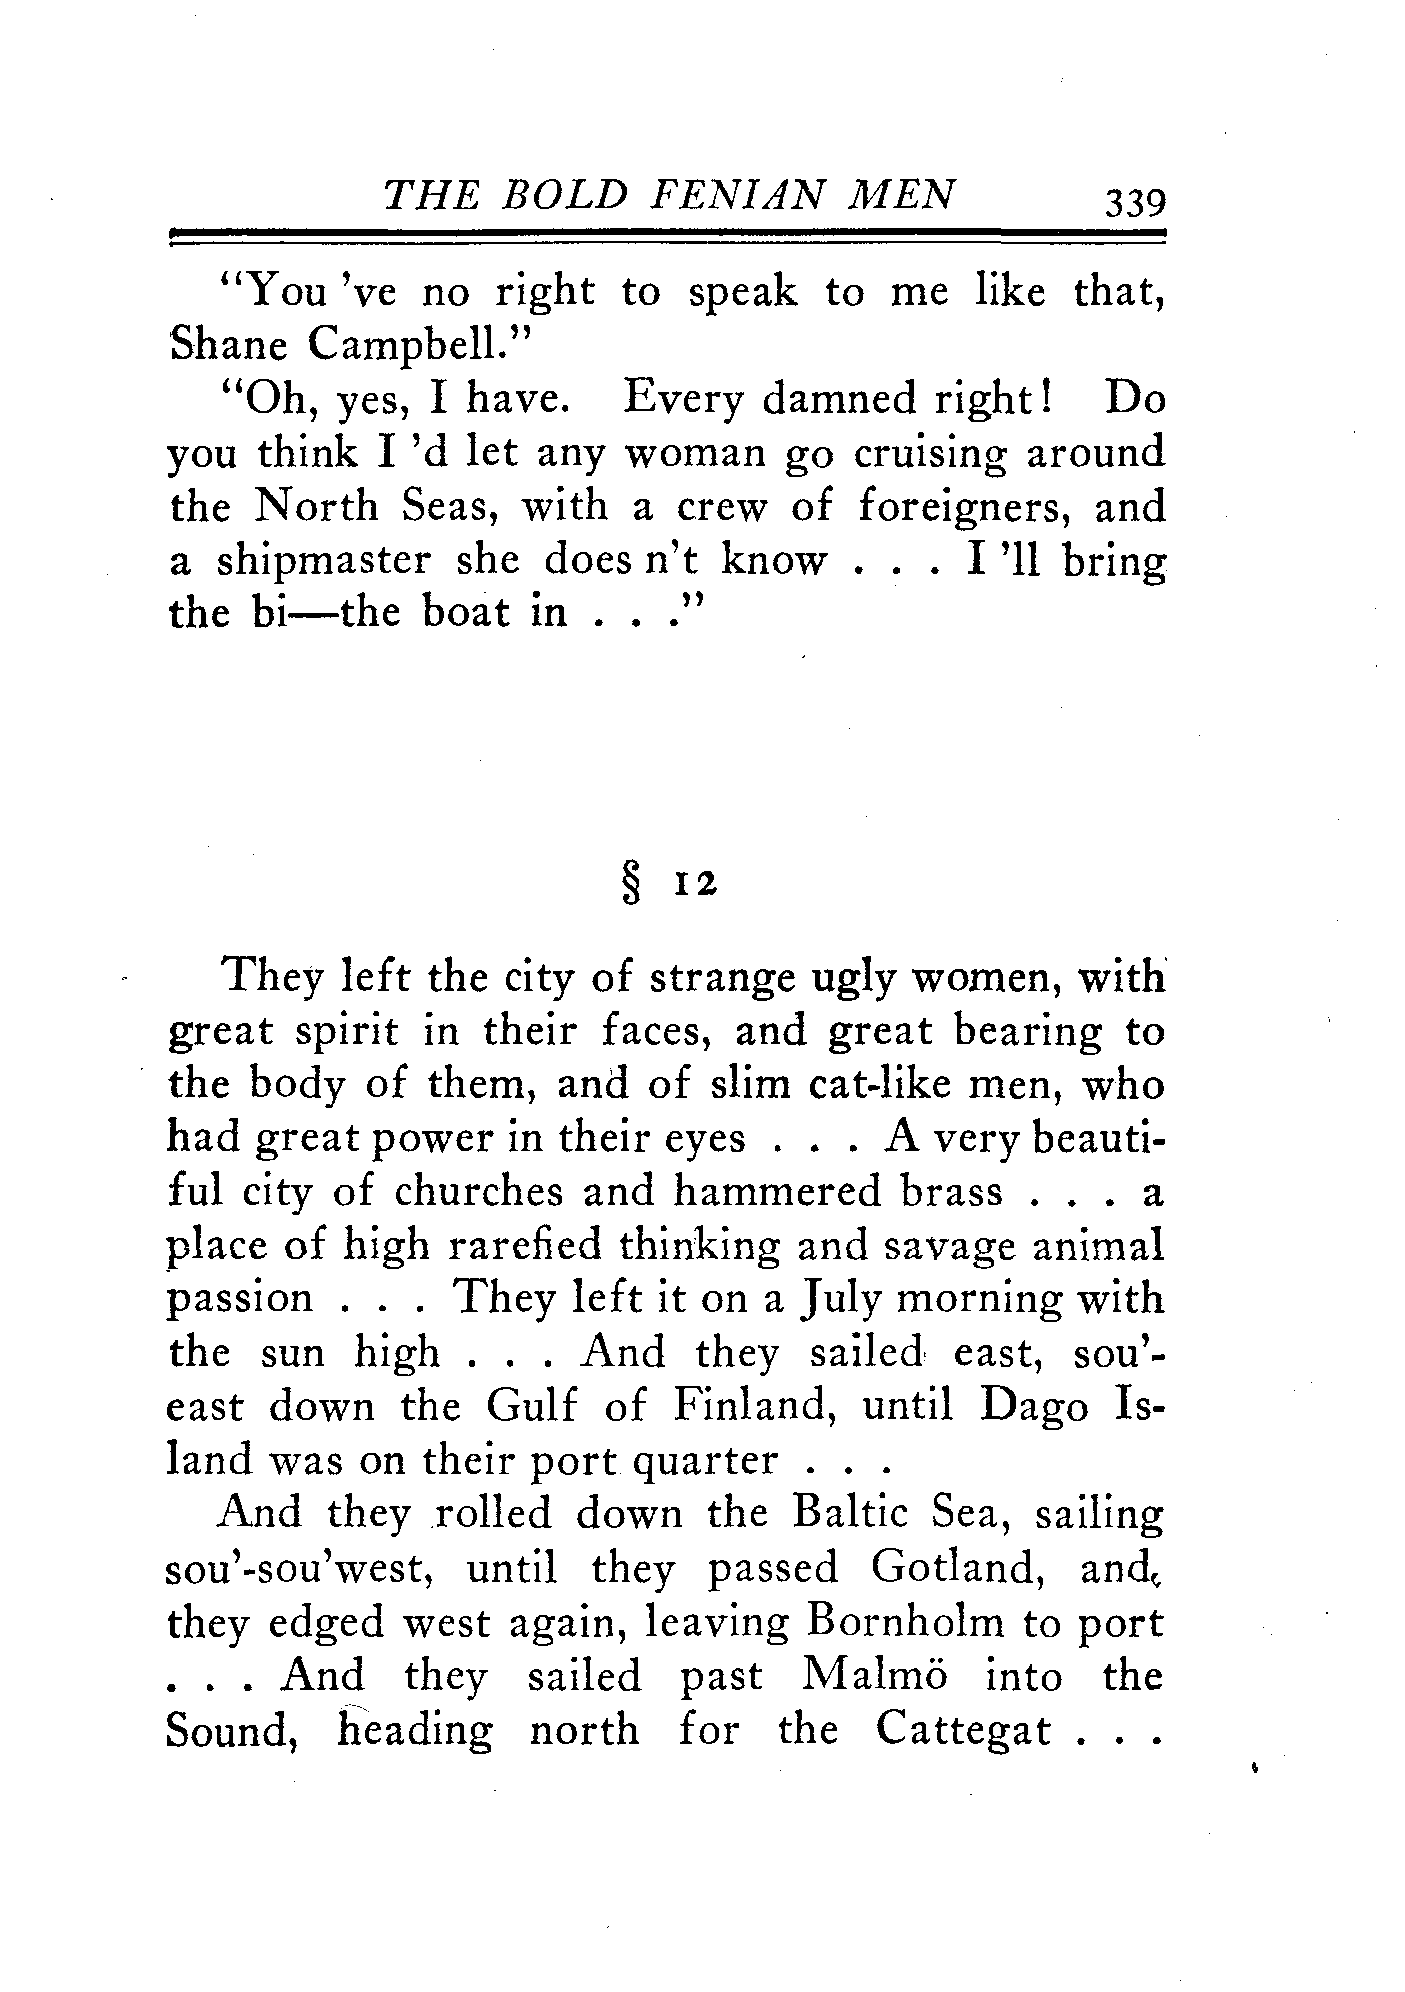 THE BOLD FENIAN MEN 339
"You 've no right to speak to me like that,
Shane Campbell."
"Oh, yes, I have. Every damned right! Do
you think I 'd let any woman go cruising around
the North Seas, with a crew of foreigners, and
a shipmaster she does n't know . . . I 'll bring
the bi—the boat in . . ."
§ 12
They left the city of strange ugly women, with
great spirit in their faces, and great bearing to
the body of them, and of slim cat-like men, who
had great power in their eyes . . . A very beauti-
ful city of churches and hammered brass . . . a
place of high rarefied thinking and savage animal
passion . . . They left it on a July morning with
the sun high . . . And they sailed east, sou'-
east down the Gulf of Finland, until Dago Is-
land was on their port quarter . . .
And they rolled down the Baltic Sea, sailing
sou'-sou'west, until they passed Gotland, and
they edged west again, leaving Bornholm to port
. . . And they sailed past Malmö into the
Sound, heading north for the Cattegat . . .